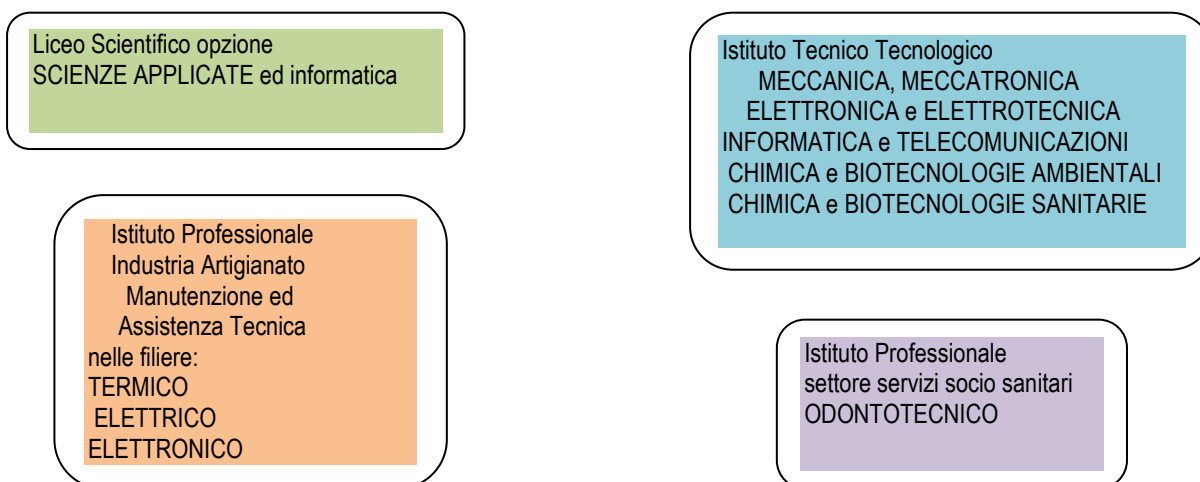 Liceo Scientifico opzione
SCIENZE APPLICATE ed informatica
Istituto Tecnico Tecnologico
MECCANICA, MECCATRONICA
ELETTRONICA e ELETTROTECNICA
INFORMATICA e TELECOMUNICAZIONI
CHIMICA e BIOTECNOLOGIE AMBIENTALI
CHIMICA e BIOTECNOLOGIE SANITARIE
Istituto Professionale
Industria Artigianato
Manutenzione ed
Assistenza Tecnica
nelle filiere:
TERMICO
ELETTRICO
ELETTRONICO
Istituto Professionale
settore servizi socio sanitari
ODONTOTECNICO